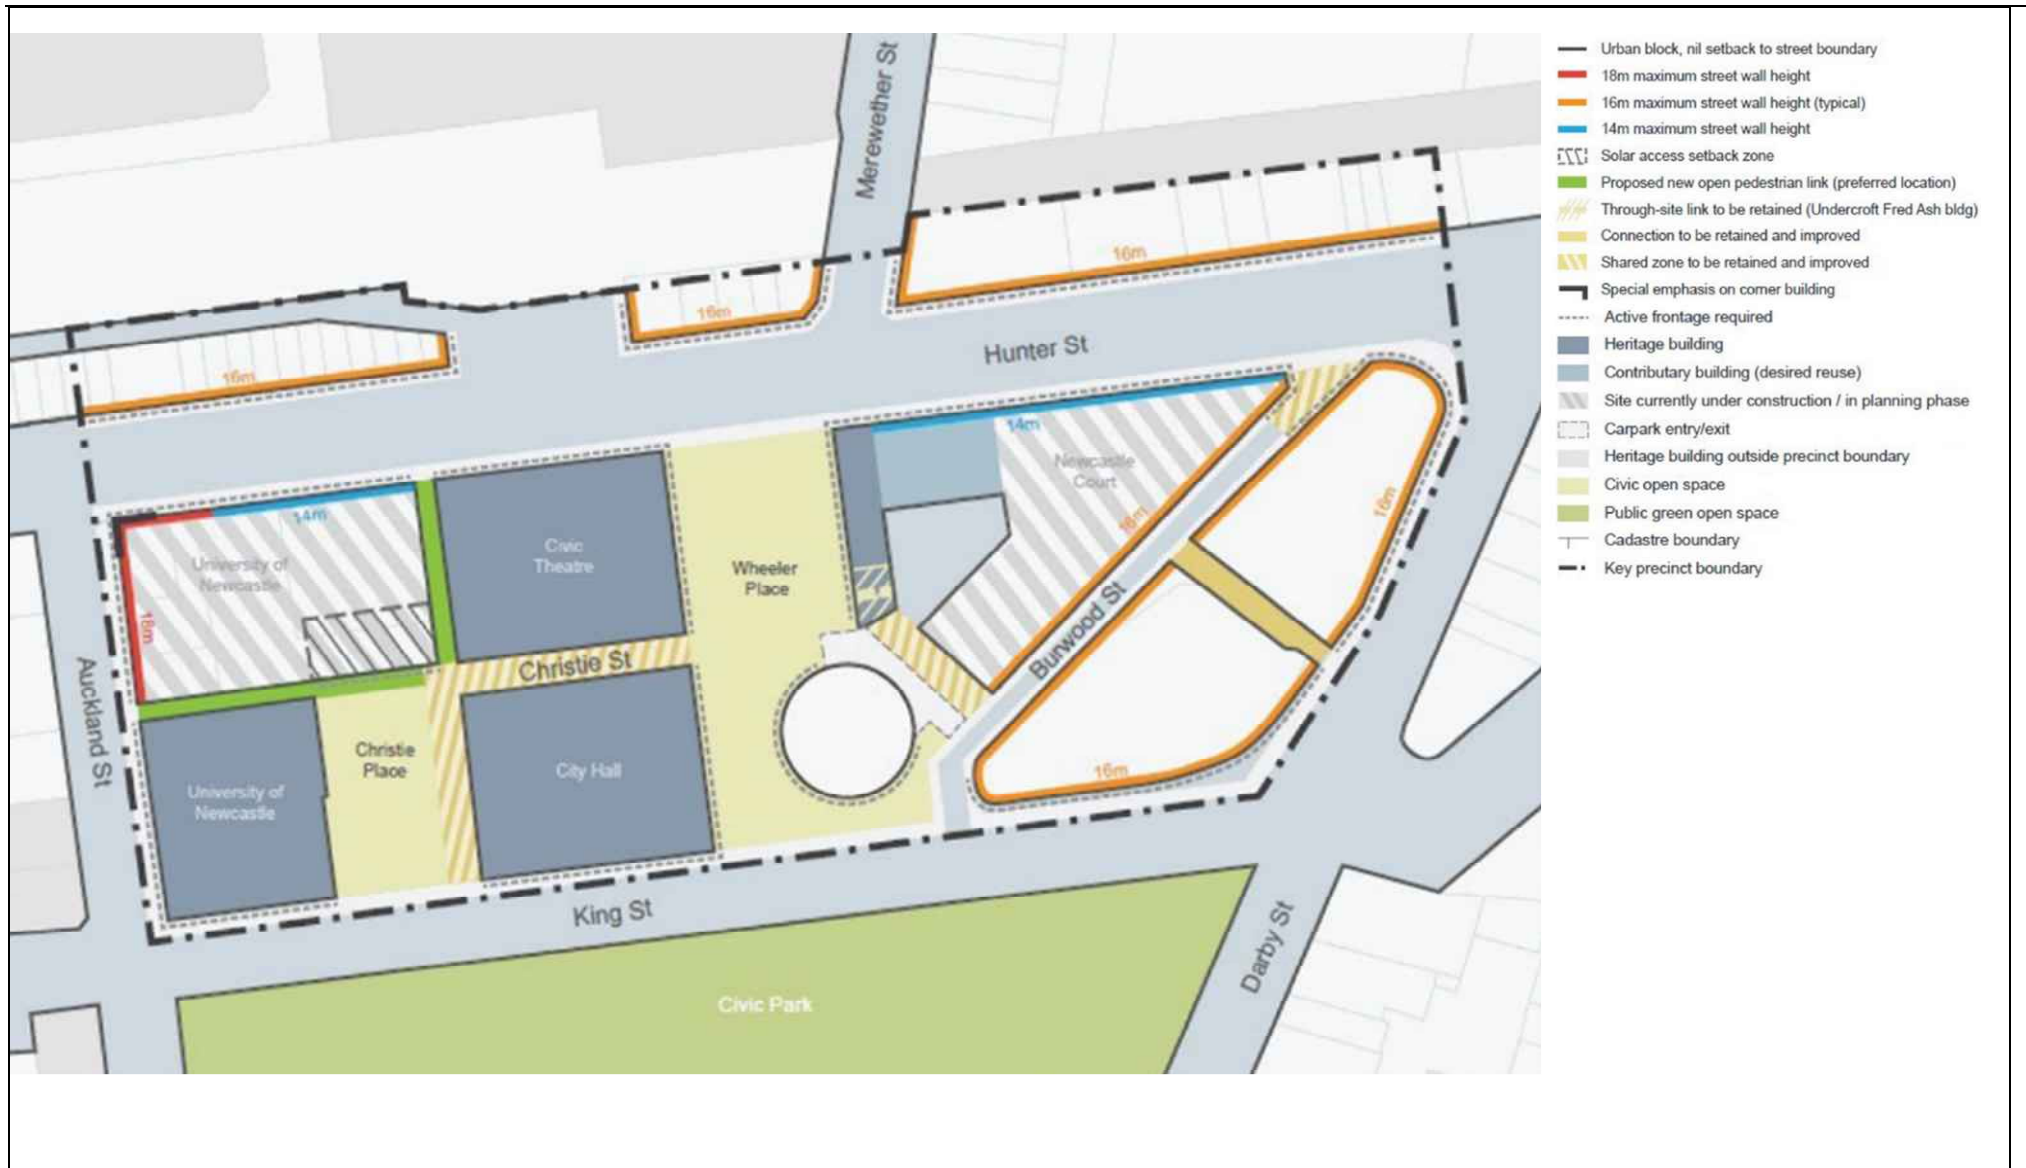 Merewether St
16m
16m
Hunter St
16m
14m
Newcastle
Court
16m
16m
14m
University of
Newcastle
18m
Civic
Theatre
Wheeler
Place
Christie St
Burwood St
Auckland St
Christie
Place
City Hall
16m
University of
Newcastle
King St
Darby St
Civic Park
Urban block, nil setback to street boundary
18m maximum street wall height
16m maximum street wall height (typical)
14m maximum street wall height
Solar access setback zone
Proposed new open pedestrian link (preferred location)
Through-site link to be retained (Undercroft Fred Ash bldg)
Connection to be retained and improved
Shared zone to be retained and improved
Special emphasis on corner building
Active frontage required
Heritage building
Contributary building (desired reuse)
Site currently under construction / in planning phase
Carpark entry/exit
Heritage building outside precinct boundary
Civic open space
Public green open space
Cadastre boundary
Key precinct boundary